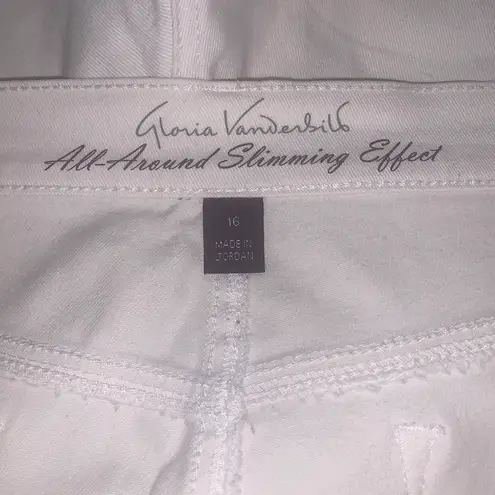 Gloria Vanderbilt
All-Around Slimming Effect
16
MADE IN
JORDAN